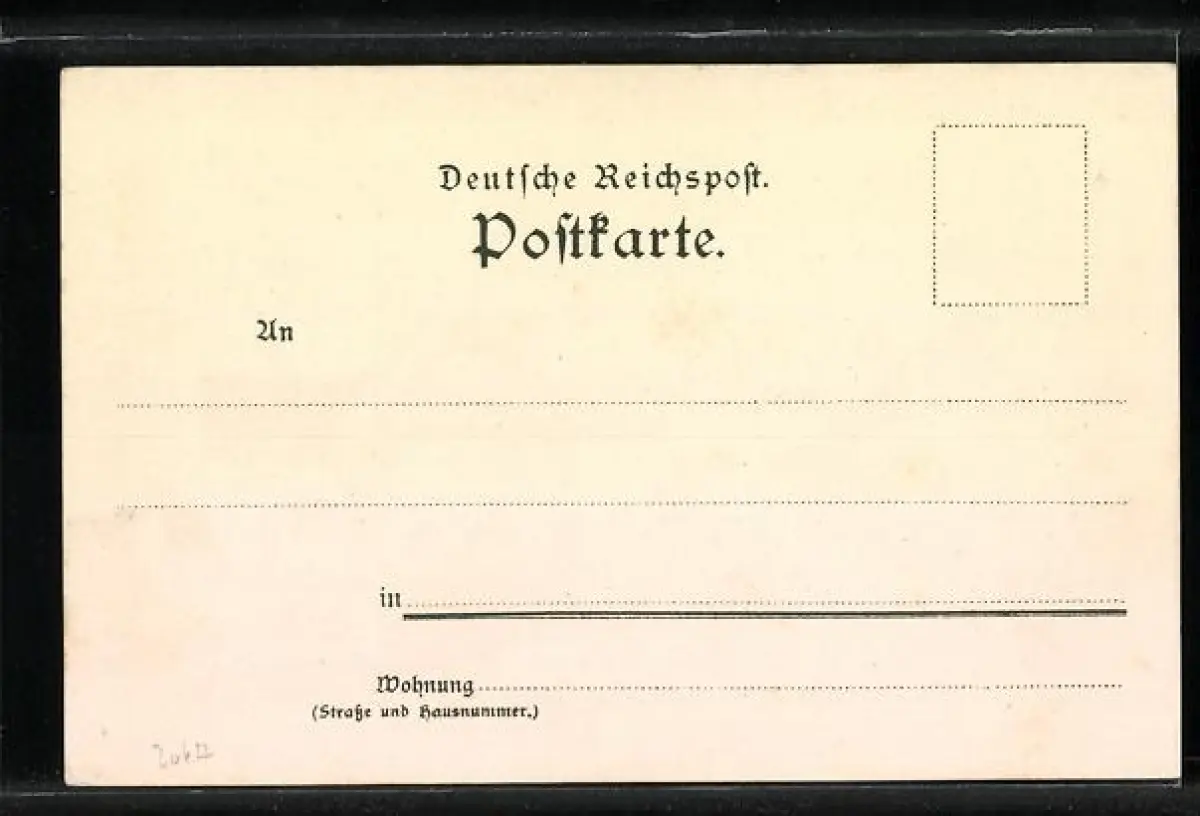 Deutſche Reichspoſt.
Poſtkarte.
An
in
Wohnung
(Straße und Hausnummer.)